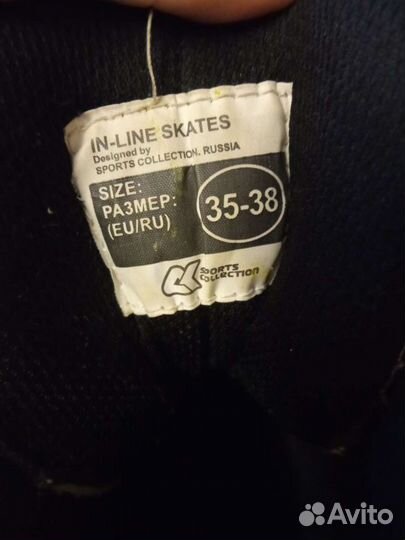 IN-LINE SKATES
Designed by
SPORTS COLLECTION. RUSSIA
SIZE:
РАЗМЕР:
(EU/RU)
35-38
SPORTS
COLLECTION
Avito